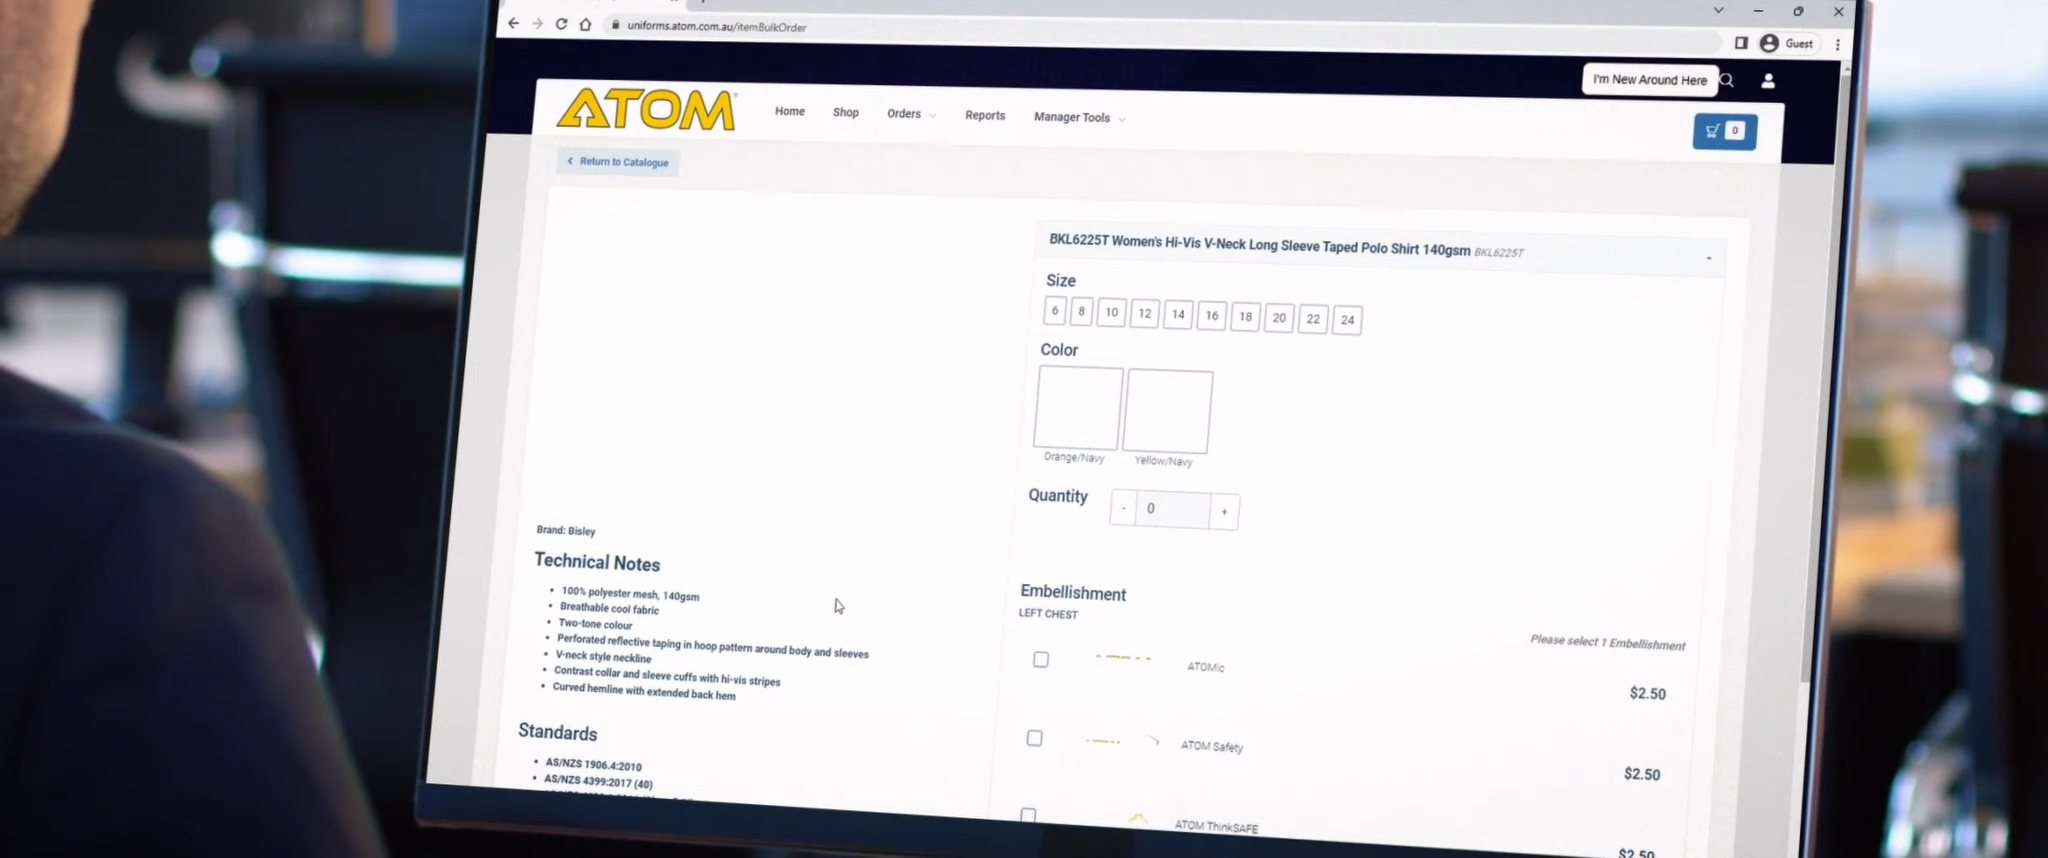 uniforms.atom.com.au/itemBulkOrder
Guest
I'm New Around Here
ATOM
Home
Shop
Orders
Reports
Manager Tools
0
Return to Catalogue
BKL6225T Women's Hi-Vis V-Neck Long Sleeve Taped Polo Shirt 140gsm BKL6225T
-
Size
6 8 10 12 14 16 18 20 22 24
Color
Orange/Navy
Yellow/Navy
Quantity
- 0 +
Brand: Bisley
Technical Notes
• 100% polyester mesh, 140gsm
• Breathable cool fabric
• Two-tone colour
• Perforated reflective taping in hoop pattern around body and sleeves
• V-neck style neckline
• Contrast collar and sleeve cuffs with hi-vis stripes
• Curved hemline with extended back hem
Standards
• AS/NZS 1906.4:2010
• AS/NZS 4399:2017 (40)
Embellishment
LEFT CHEST
Please select 1 Embellishment
ATOMic
$2.50
ATOM Safety
$2.50
ATOM ThinkSAFE
$2.50